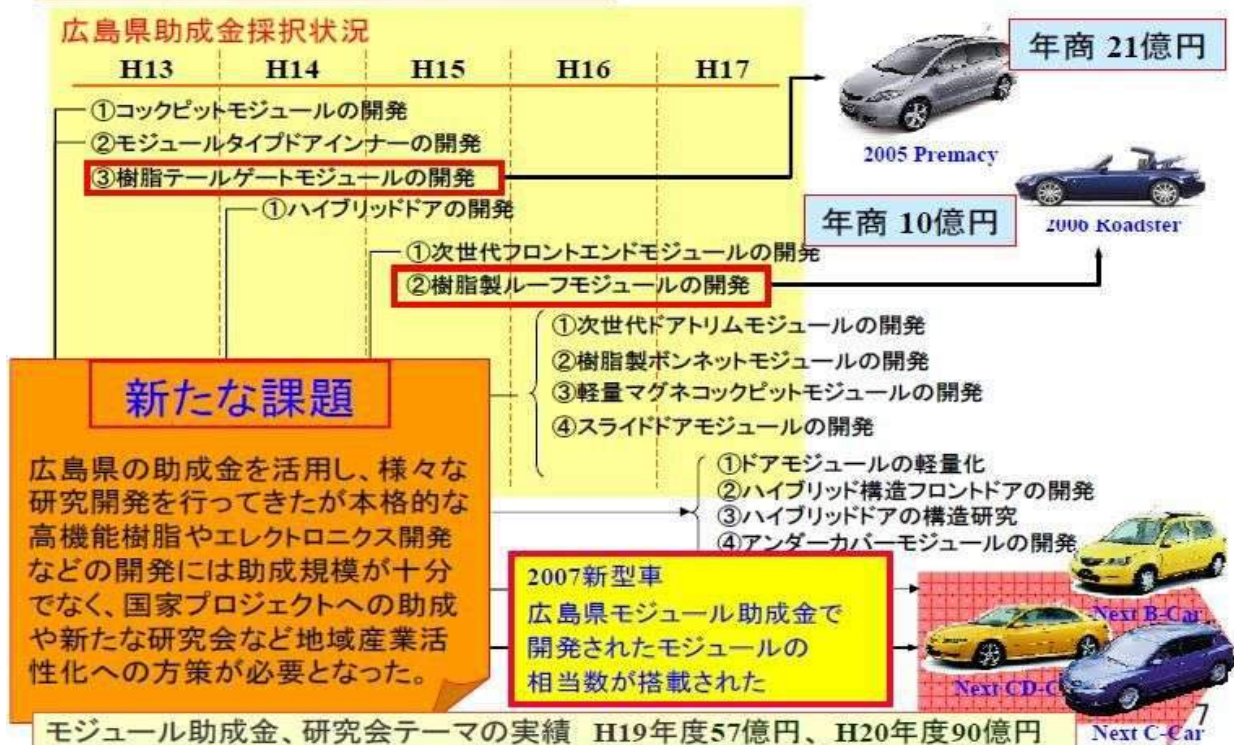 広島県助成金採択状況
H13 H14 H15 H16 H17
年商 21億円
①コックピットモジュールの開発
②モジュールタイプドアインナーの開発
③樹脂テールゲートモジュールの開発
2005 Premacy
①ハイブリッドドアの開発
年商 10億円
2006 Roadster
①次世代フロントエンドモジュールの開発
②樹脂製ルーフモジュールの開発
①次世代ドアトリムモジュールの開発
②樹脂製ボンネットモジュールの開発
③軽量マグネコックピットモジュールの開発
④スライドドアモジュールの開発
新たな課題
広島県の助成金を活用し、様々な
研究開発を行ってきたが本格的な
高機能樹脂やエレクトロニクス開発
などの開発には助成規模が十分
でなく、国家プロジェクトへの助成
や新たな研究会など地域産業活
性化への方策が必要となった。
①ドアモジュールの軽量化
②ハイブリッド構造フロントドアの開発
③ハイブリッドドアの構造研究
④アンダーカバーモジュールの開発
2007新型車
広島県モジュール助成金で
開発されたモジュールの
相当数が搭載された
Next B-Car
Next CD-C
Next C-Car
7
モジュール助成金、研究会テーマの実績 H19年度57億円、H20年度90億円